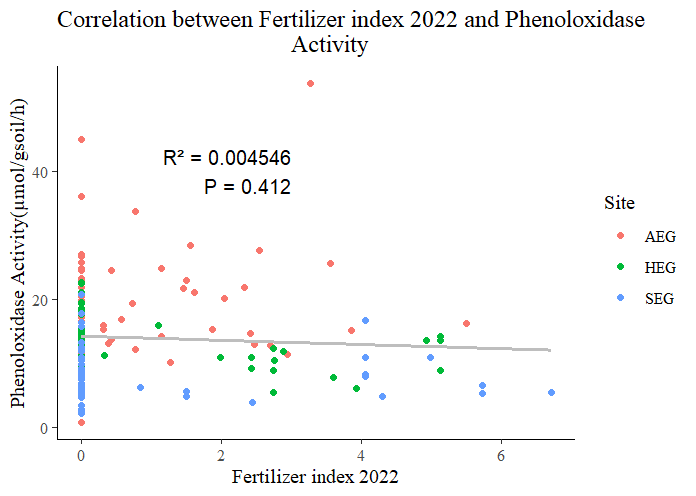 Correlation between Fertilizer index 2022 and Phenoloxidase
Activity
Phenoloxidase Activity(µmol/gsoil/h)
40
20
0
R² = 0.004546
P = 0.412
Site
AEG
HEG
SEG
0 2 4 6
Fertilizer index 2022